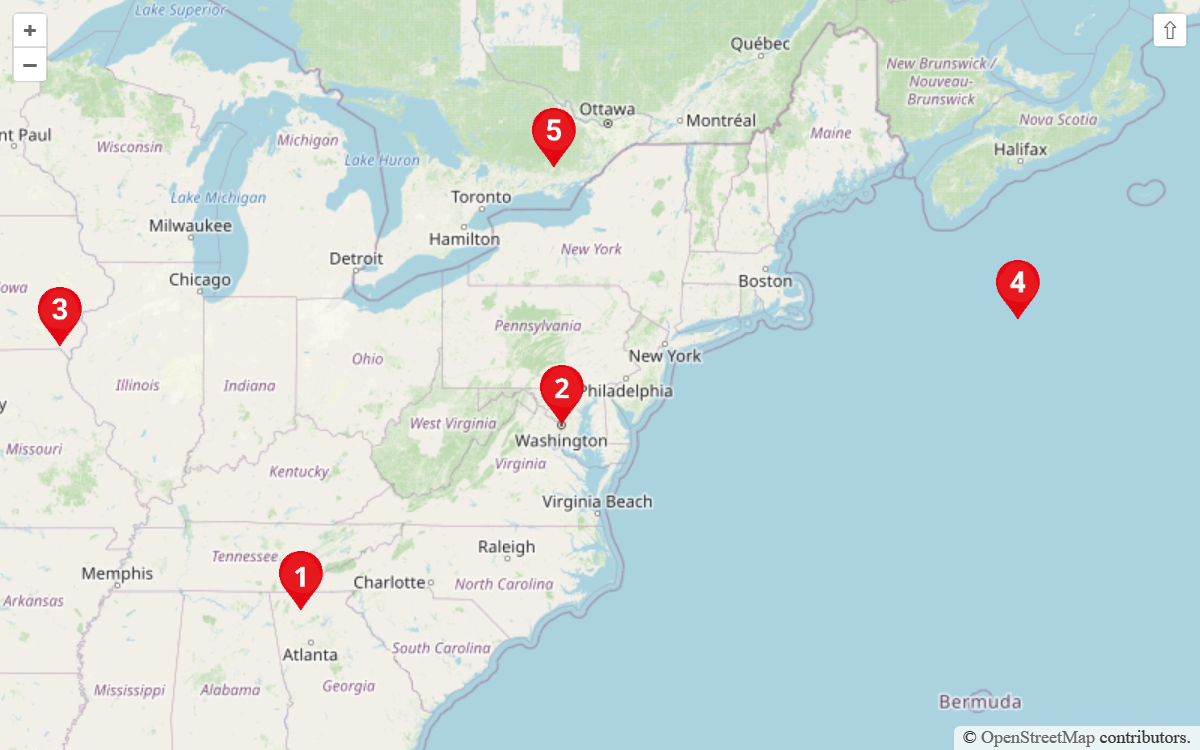 Lake Superior
+
−
⇧
Québec
New Brunswick /
Nouveau-
Brunswick
Ottawa
Montréal
Nova Scotia
5
nt Paul
Wisconsin
Michigan
Maine
Halifax
Lake Huron
Lake Michigan
Toronto
Milwaukee
Hamilton
New York
Detroit
Chicago
Boston
4
owa
3
Pennsylvania
New York
Ohio
Illinois
Indiana
2
Philadelphia
y
West Virginia
Washington
Missouri
Virginia
Kentucky
Virginia Beach
Raleigh
Tennessee
1
Memphis
Charlotte
North Carolina
Arkansas
South Carolina
Atlanta
Mississippi
Alabama
Georgia
Bermuda
© OpenStreetMap contributors.